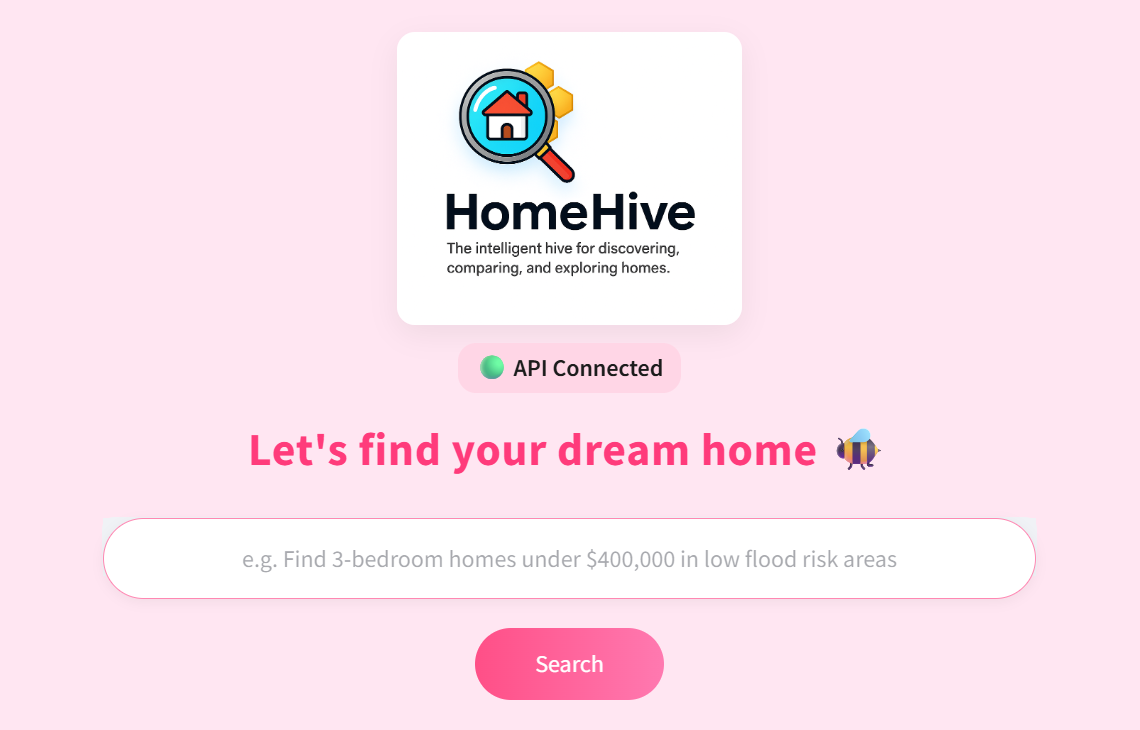 HomeHive
The intelligent hive for discovering,
comparing, and exploring homes.
API Connected
Let's find your dream home
e.g. Find 3-bedroom homes under $400,000 in low flood risk areas
Search